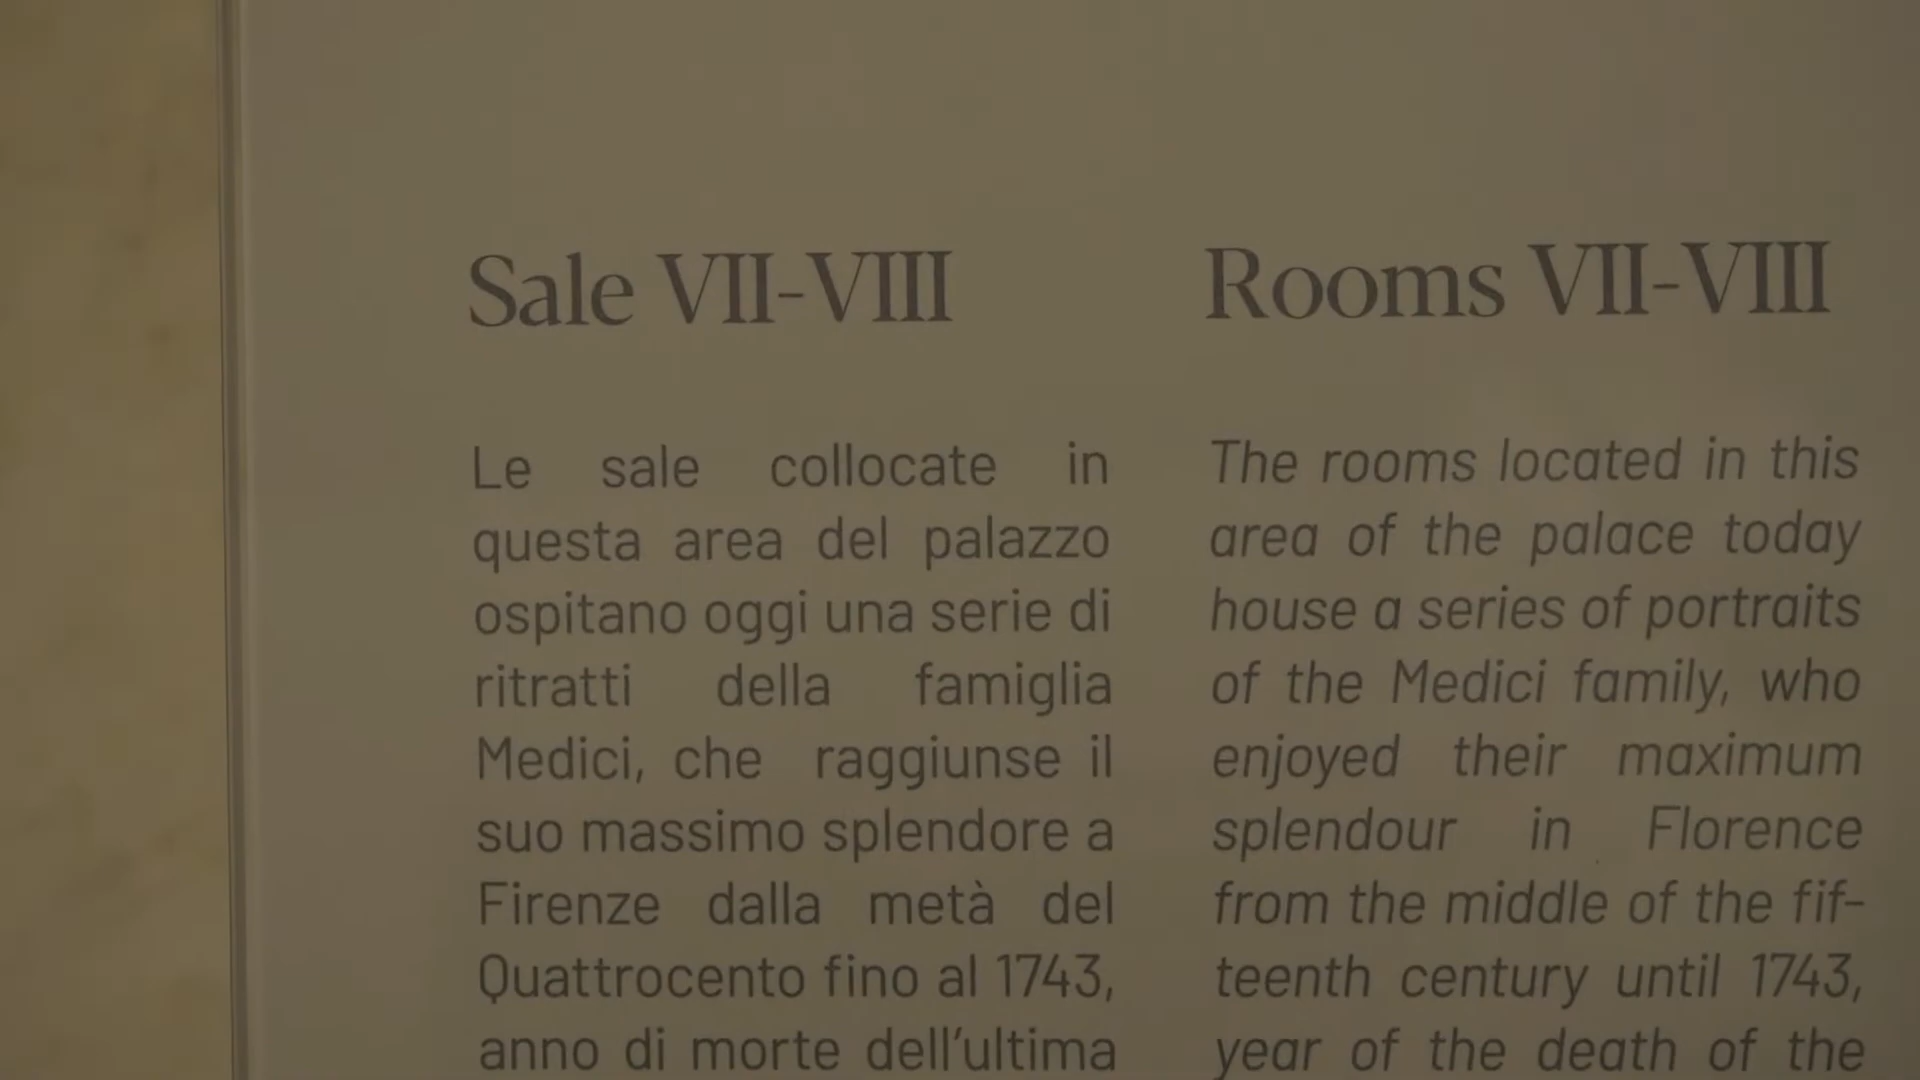 Sale VII-VIII
Le sale collocate in
questa area del palazzo
ospitano oggi una serie di
ritratti della famiglia
Medici, che raggiunse il
suo massimo splendore a
Firenze dalla metà del
Quattrocento fino al 1743,
anno di morte dell'ultima
Rooms VII-VIII
The rooms located in this
area of the palace today
house a series of portraits
of the Medici family, who
enjoyed their maximum
splendour in Florence
from the middle of the fif-
teenth century until 1743,
year of the death of the